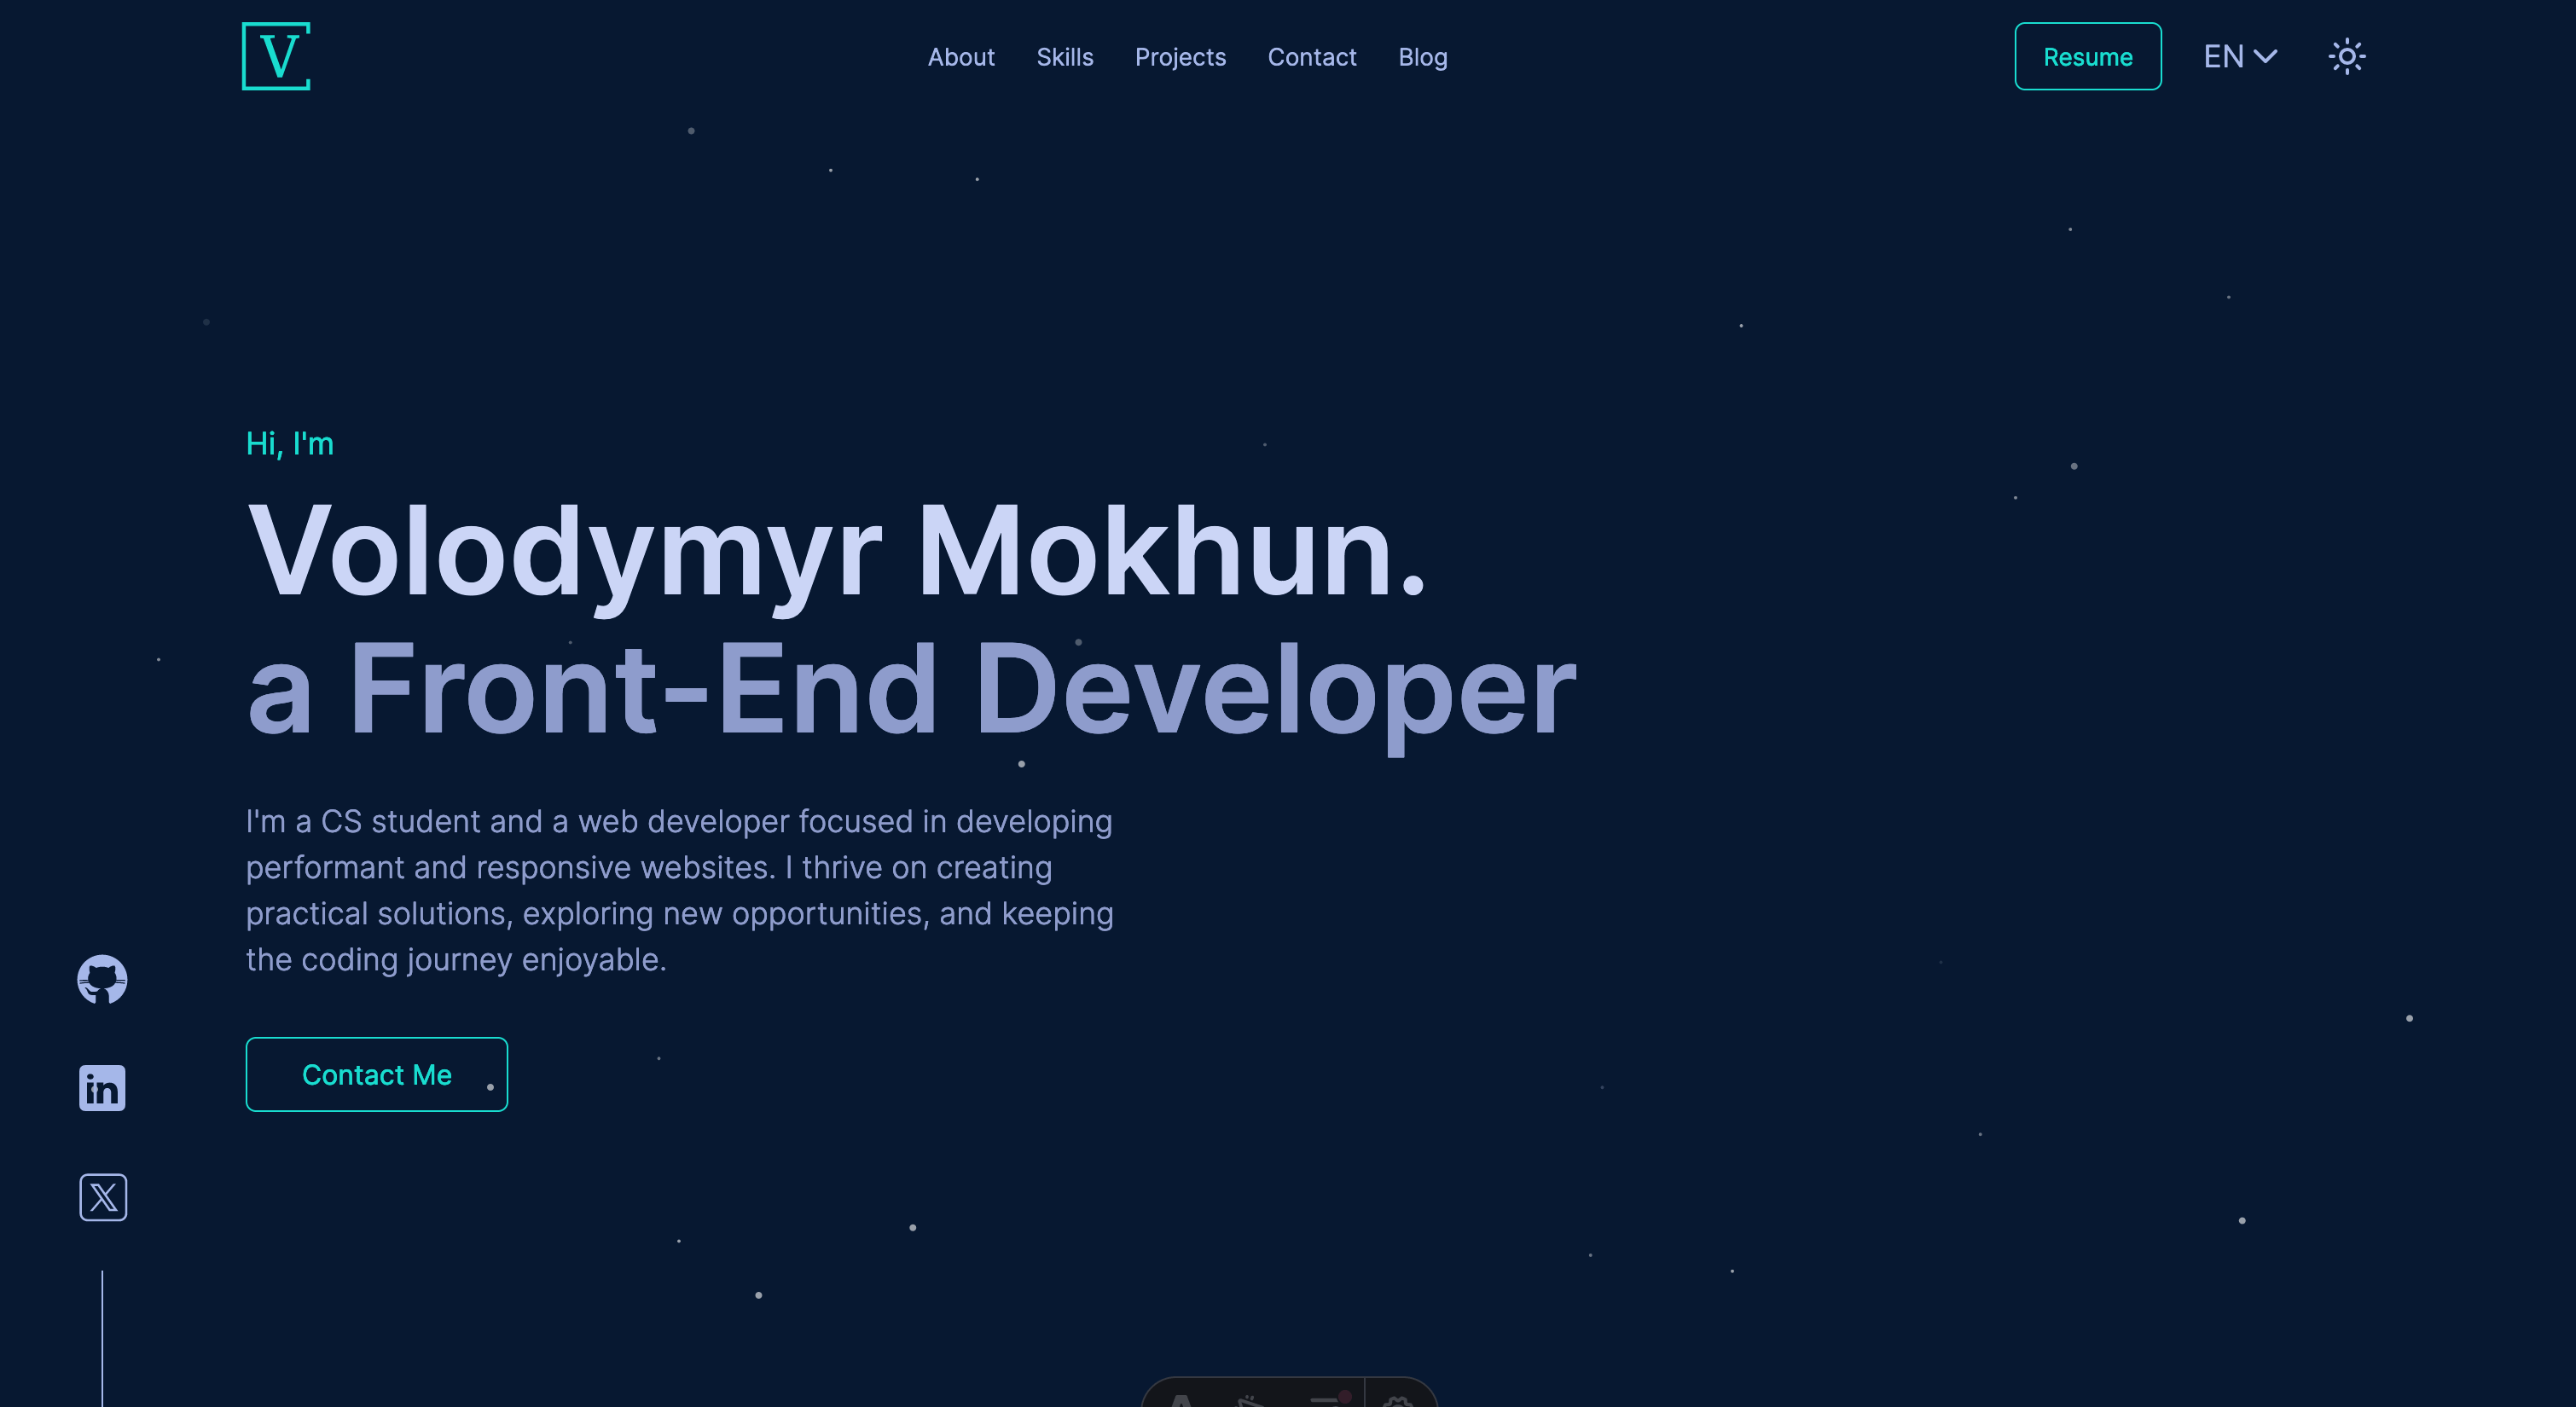 V
About Skills Projects Contact Blog
Resume EN
Hi, I'm
Volodymyr Mokhun.
a Front-End Developer
I'm a CS student and a web developer focused in developing
performant and responsive websites. I thrive on creating
practical solutions, exploring new opportunities, and keeping
the coding journey enjoyable.
Contact Me
in
X